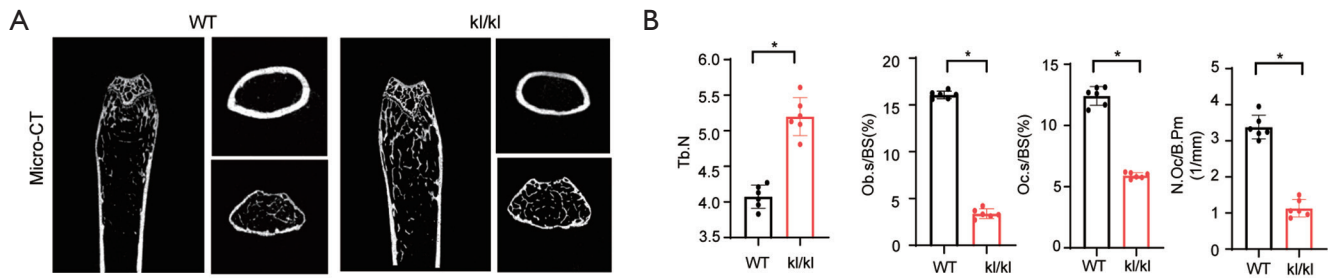 A
WT
kl/kl
Micro-CT
B
Tb.N
6.0
5.5
5.0
4.5
4.0
3.5
*
WT
kl/kl
Ob.s/BS(%)
20
15
10
5
0
*
WT
kl/kl
Oc.s/BS(%)
15
10
5
0
*
WT
kl/kl
N.Oc/B.Pm
(1/mm)
5
4
3
2
1
0
*
WT
kl/kl